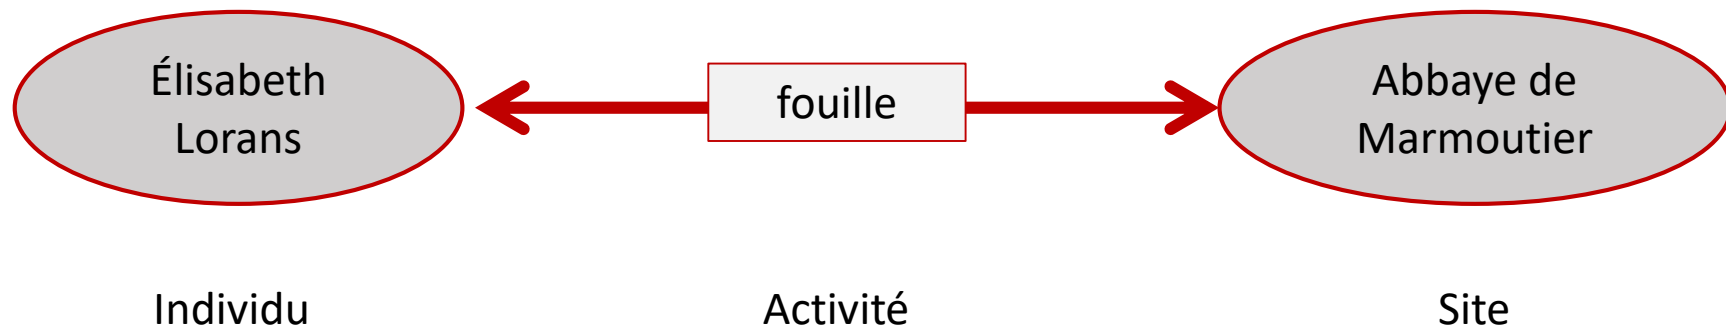 Élisabeth
Lorans
fouille
Abbaye de
Marmoutier
Individu
Activité
Site